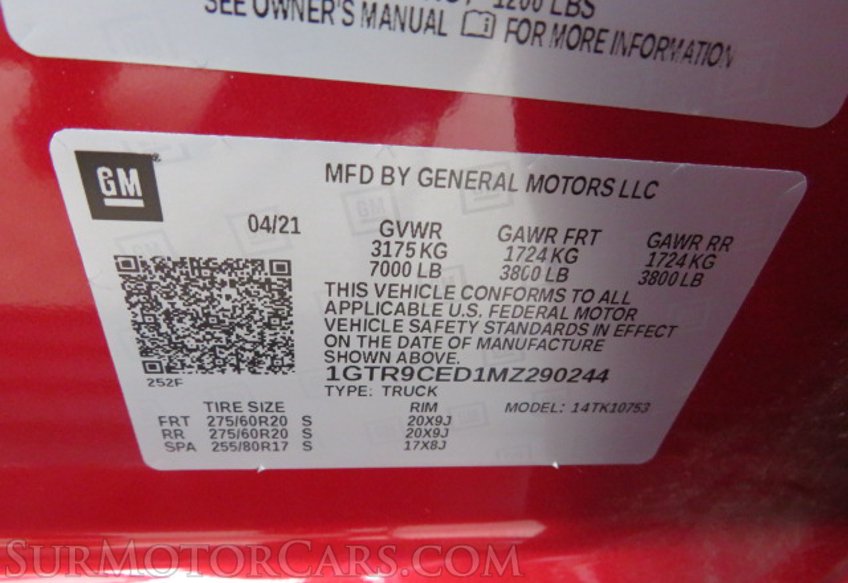 1200 LBS
SEE OWNER'S MANUAL FOR MORE INFORMATION
GM
MFD BY GENERAL MOTORS LLC
04/21
GVWR
3175 KG
7000 LB
GAWR FRT
1724 KG
3800 LB
GAWR RR
1724 KG
3800 LB
THIS VEHICLE CONFORMS TO ALL
APPLICABLE U.S. FEDERAL MOTOR
VEHICLE SAFETY STANDARDS IN EFFECT
ON THE DATE OF MANUFACTURE
SHOWN ABOVE.
1GTR9CED1MZ290244
TYPE: TRUCK
MODEL: 14TK10753
252F
TIRE SIZE RIM
FRT 275/60R20 S 20X9J
RR 275/60R20 S 20X9J
SPA 255/80R17 S 17X8J
SurMotorCars.com